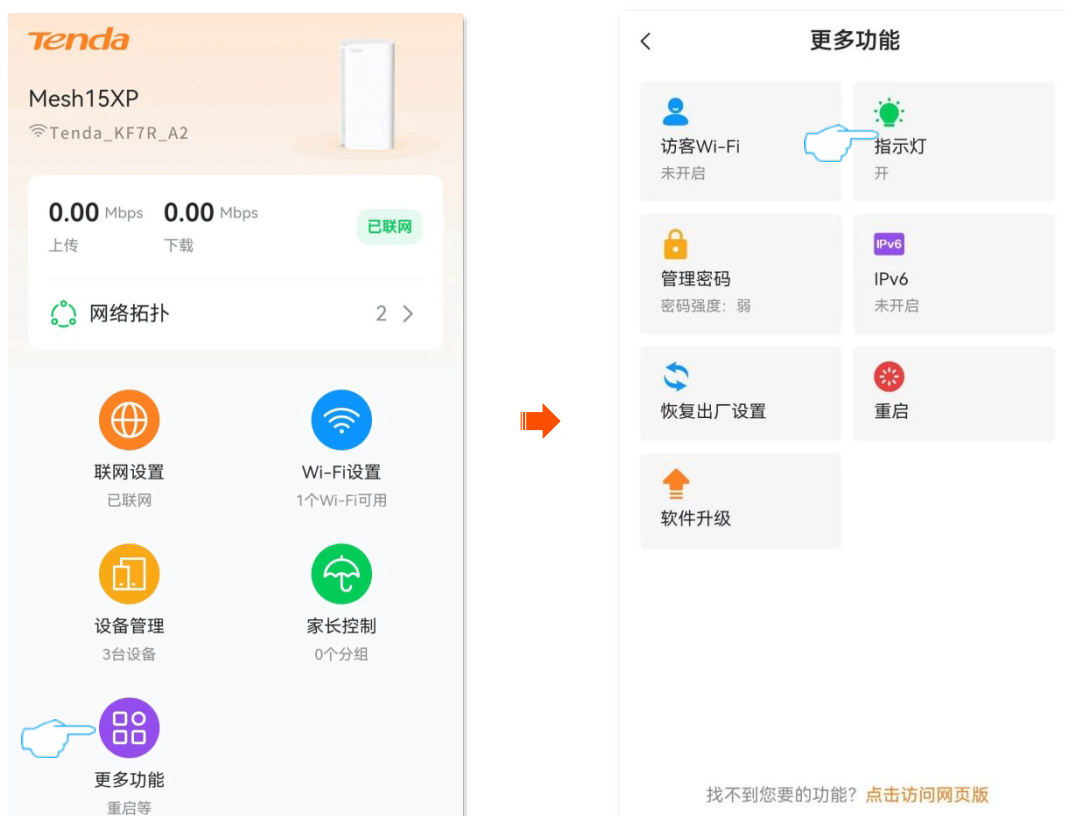 Tenda
Mesh15XP
Tenda_KF7R_A2
0.00 Mbps 0.00 Mbps
上传 下载
已联网
网络拓扑 2
联网设置
已联网
Wi-Fi设置
1个Wi-Fi可用
设备管理
3台设备
家长控制
0个分组
更多功能
重启等
更多功能
访客Wi-Fi
未开启
指示灯
开
管理密码
密码强度：弱
IPv6
IPv6
未开启
恢复出厂设置
重启
软件升级
找不到您要的功能？点击访问网页版